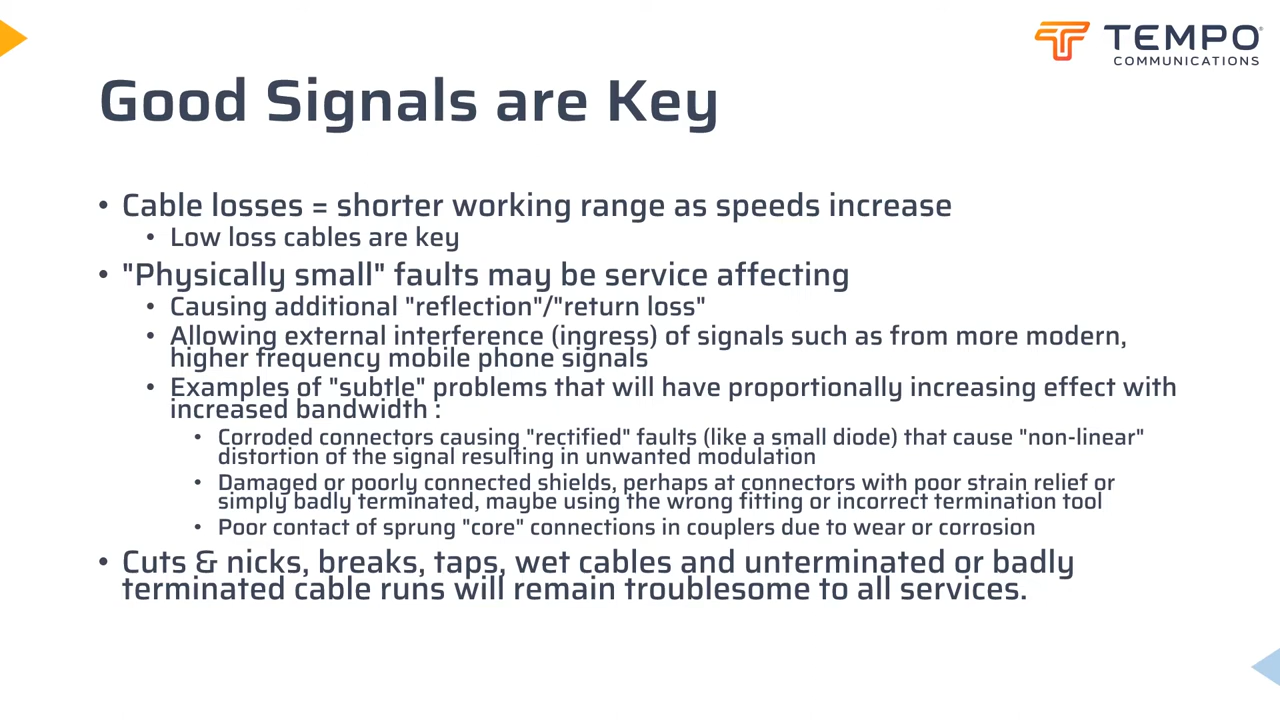 TEMPO
COMMUNICATIONS
Good Signals are Key
• Cable losses = shorter working range as speeds increase
• Low loss cables are key
• "Physically small" faults may be service affecting
• Causing additional "reflection"/"return loss"
• Allowing external interference (ingress) of signals such as from more modern,
higher frequency mobile phone signals
• Examples of "subtle" problems that will have proportionally increasing effect with
increased bandwidth :
• Corroded connectors causing "rectified" faults (like a small diode) that cause "non-linear"
distortion of the signal resulting in unwanted modulation
• Damaged or poorly connected shields, perhaps at connectors with poor strain relief or
simply badly terminated, maybe using the wrong fitting or incorrect termination tool
• Poor contact of sprung "core" connections in couplers due to wear or corrosion
• Cuts & nicks, breaks, taps, wet cables and unterminated or badly
terminated cable runs will remain troublesome to all services.